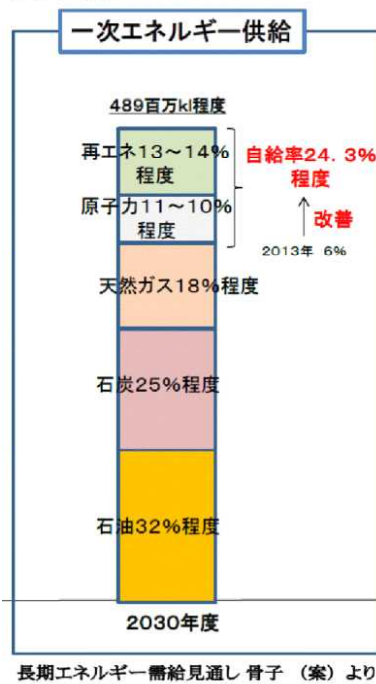 一次エネルギー供給
489百万kl程度
再エネ13~14%
程度
自給率24.3%
程度
原子力11~10%
程度
改善
2013年 6%
天然ガス18%程度
石炭25%程度
石油32%程度
2030年度
長期エネルギー需給見通し 骨子 (案) より